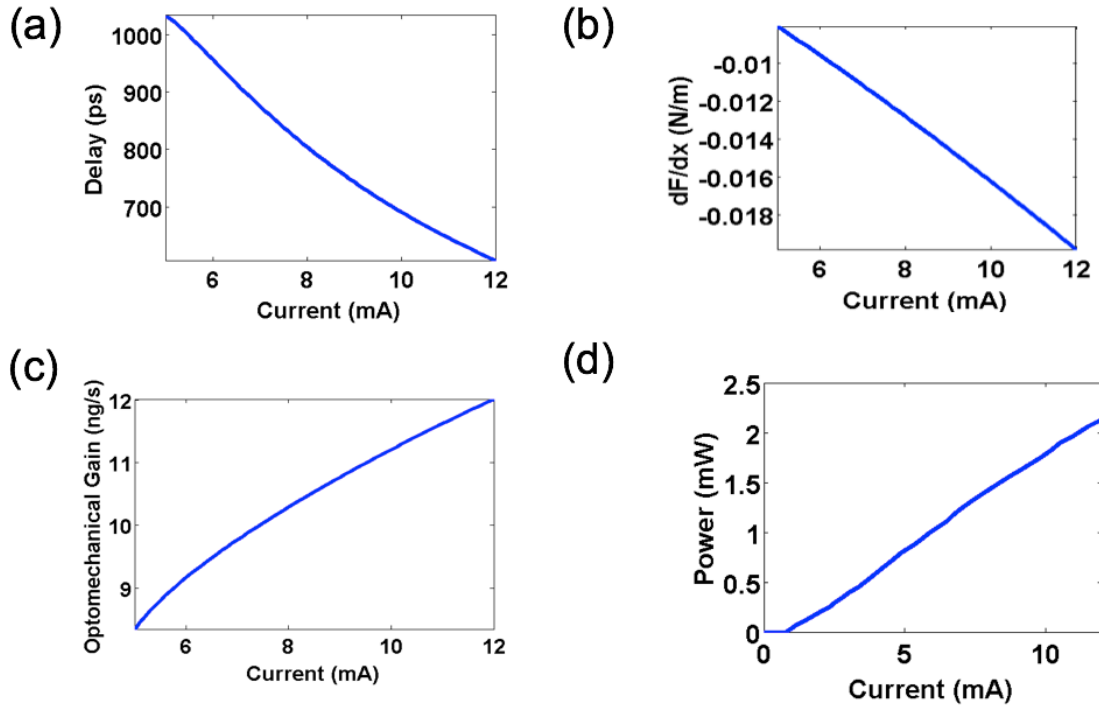 (a)
Delay (ps)
1000
900
800
700
6 8 10 12
Current (mA)
(b)
dF/dx (N/m)
-0.01
-0.012
-0.014
-0.016
-0.018
6 8 10 12
Current (mA)
(c)
Optomechanical Gain (ng/s)
12
11
10
9
6 8 10 12
Current (mA)
(d)
Power (mW)
2.5
2
1.5
1
0.5
0
0 5 10
Current (mA)